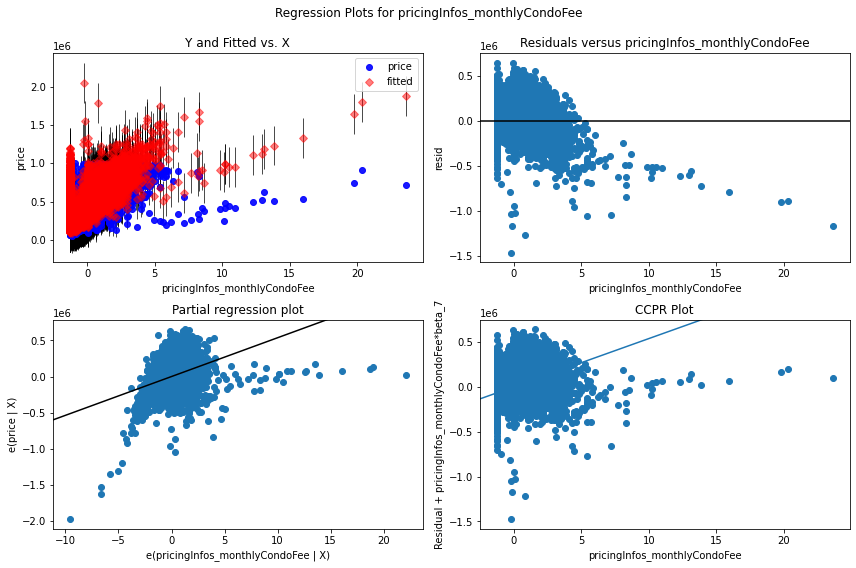 Regression Plots for pricingInfos_monthlyCondoFee
Y and Fitted vs. X
1e6
price
fitted
2.0
1.5
1.0
0.5
0.0
price
0
5
10
15
20
pricingInfos_monthlyCondoFee
Residuals versus pricingInfos_monthlyCondoFee
1e6
0.5
0.0
−0.5
−1.0
−1.5
resid
0
5
10
15
20
pricingInfos_monthlyCondoFee
Partial regression plot
1e6
0.5
0.0
−0.5
−1.0
−1.5
−2.0
e(price | X)
−10
−5
0
5
10
15
20
e(pricingInfos_monthlyCondoFee | X)
CCPR Plot
1e6
0.5
0.0
−0.5
−1.0
−1.5
Residual + pricingInfos_monthlyCondoFee*beta_7
0
5
10
15
20
pricingInfos_monthlyCondoFee